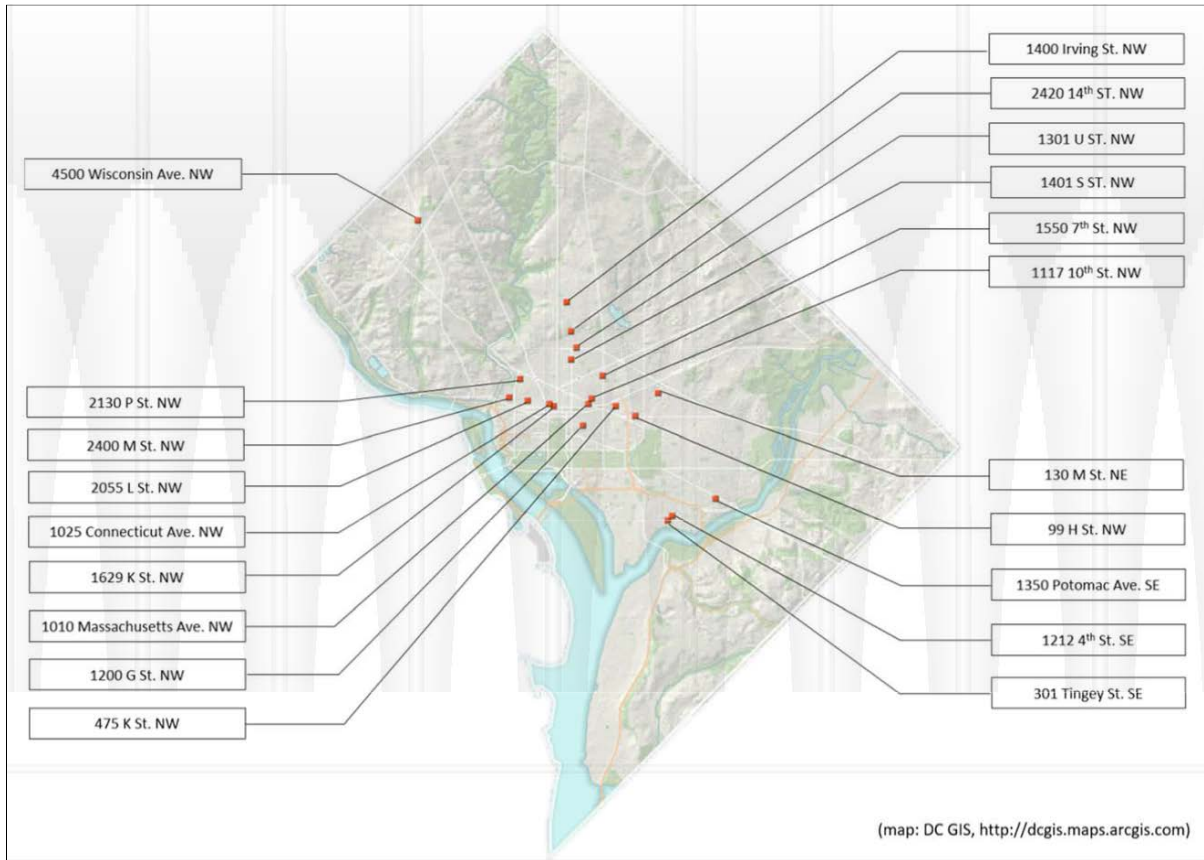 4500 Wisconsin Ave. NW
2130 P St. NW
2400 M St. NW
2055 L St. NW
1025 Connecticut Ave. NW
1629 K St. NW
1010 Massachusetts Ave. NW
1200 G St. NW
475 K St. NW
1400 Irving St. NW
2420 14th ST. NW
1301 U ST. NW
1401 S ST. NW
1550 7th St. NW
1117 10th St. NW
130 M St. NE
99 H St. NW
1350 Potomac Ave. SE
1212 4th St. SE
301 Tingey St. SE
(map: DC GIS, http://dcgis.maps.arcgis.com)